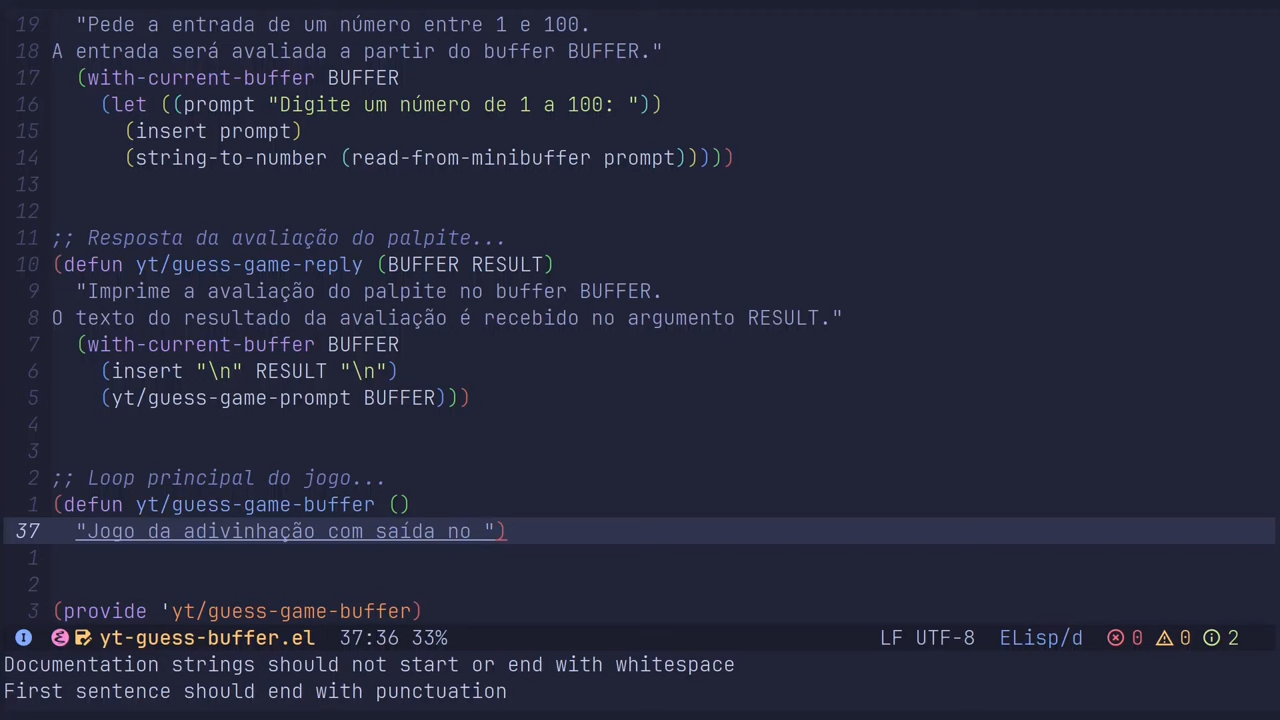 19   "Pede a entrada de um número entre 1 e 100.
18 A entrada será avaliada a partir do buffer BUFFER."
17   (with-current-buffer BUFFER
16     (let ((prompt "Digite um número de 1 a 100: "))
15       (insert prompt)
14       (string-to-number (read-from-minibuffer prompt)))))
13
12
11 ;; Resposta da avaliação do palpite...
10 (defun yt/guess-game-reply (BUFFER RESULT)
9   "Imprime a avaliação do palpite no buffer BUFFER.
8 O texto do resultado da avaliação é recebido no argumento RESULT."
7   (with-current-buffer BUFFER
6     (insert "\n" RESULT "\n")
5     (yt/guess-game-prompt BUFFER)))
4
3
2 ;; Loop principal do jogo...
1 (defun yt/guess-game-buffer ()
37   "Jogo da adivinhação com saída no ")
1
2
3 (provide 'yt/guess-game-buffer)
I Σ yt-guess-buffer.el 37:36 33% LF UTF-8 ELisp/d 0 0 2
Documentation strings should not start or end with whitespace
First sentence should end with punctuation